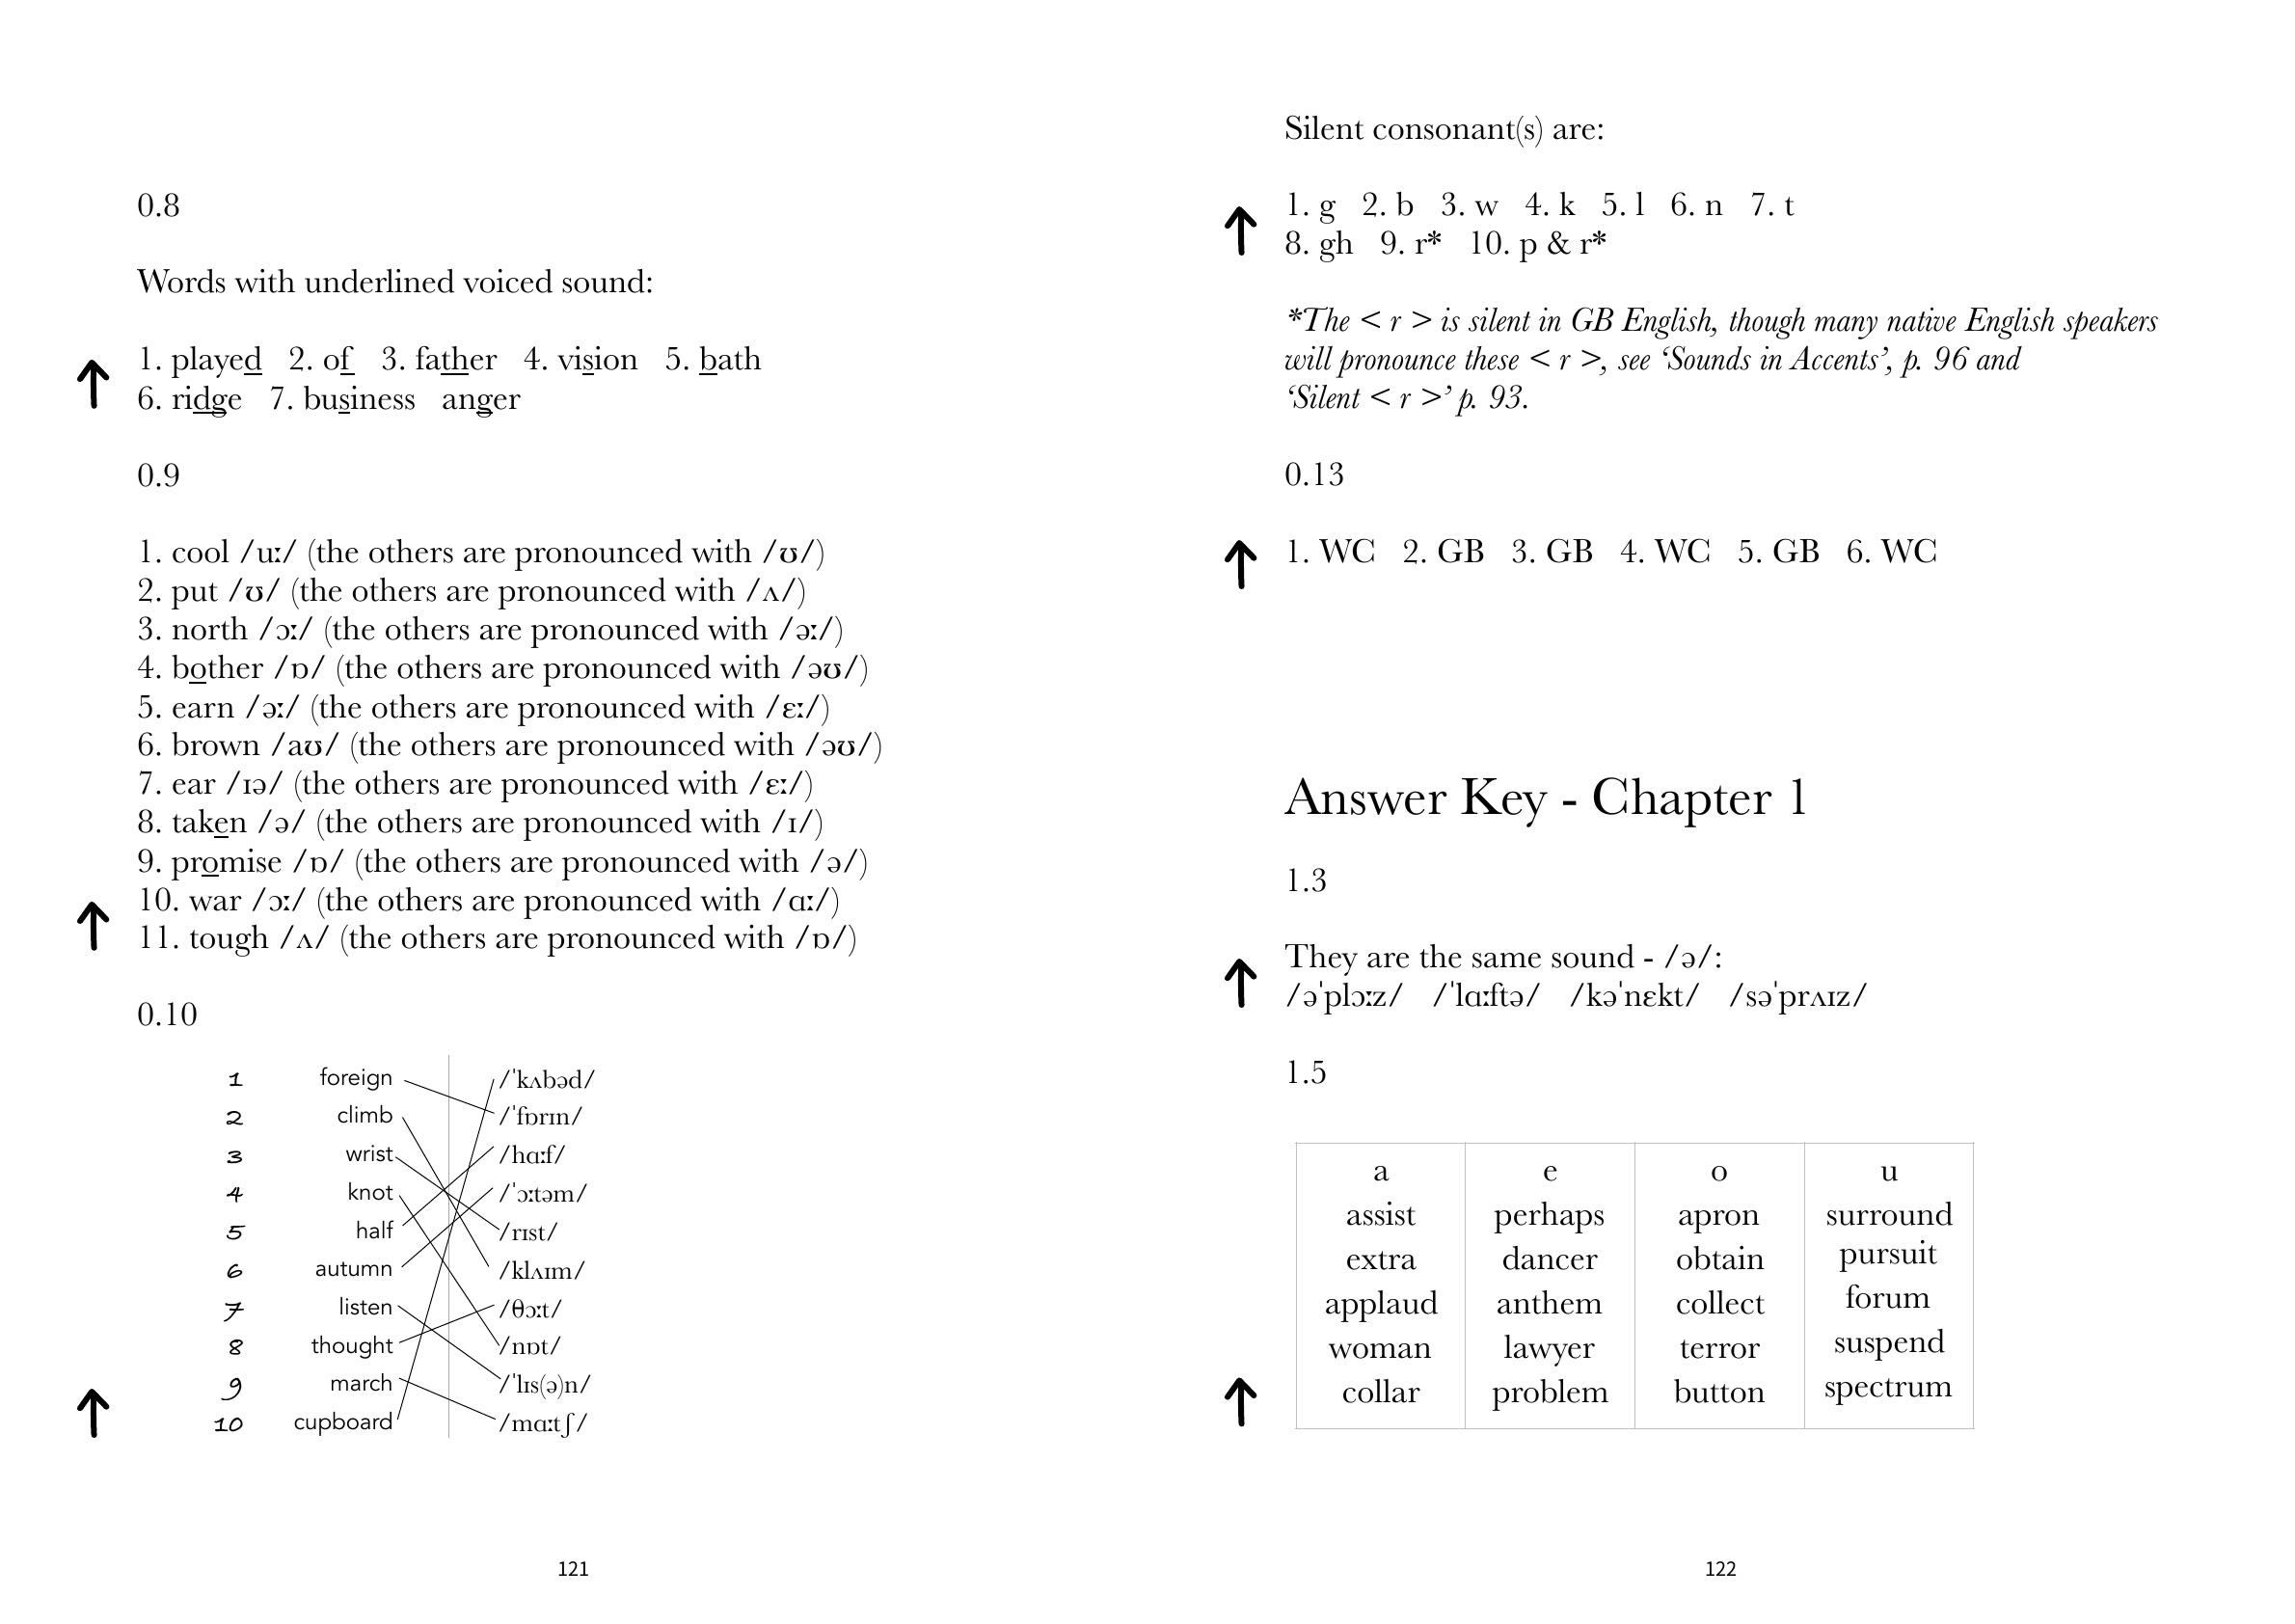 0.8
Words with underlined voiced sound:
1. played 2. of 3. father 4. vision 5. bath
6. ridge 7. business anger
0.9
1. cool /uː/ (the others are pronounced with /ʊ/)
2. put /ʊ/ (the others are pronounced with /ʌ/)
3. north /ɔː/ (the others are pronounced with /əː/)
4. bother /ɒ/ (the others are pronounced with /əʊ/)
5. earn /əː/ (the others are pronounced with /ɛː/)
6. brown /aʊ/ (the others are pronounced with /əʊ/)
7. ear /ɪə/ (the others are pronounced with /ɛː/)
8. taken /ə/ (the others are pronounced with /ɪ/)
9. promise /ɒ/ (the others are pronounced with /ə/)
10. war /ɔː/ (the others are pronounced with /ɑː/)
11. tough /ʌ/ (the others are pronounced with /ɒ/)
0.10
1 foreign /ˈkʌbəd/
2 climb /ˈfɒrɪn/
3 wrist /hɑːf/
4 knot /ˈɔːtəm/
5 half /rɪst/
6 autumn /klʌɪm/
7 listen /θɔːt/
8 thought /nɒt/
9 march /ˈlɪs(ə)n/
10 cupboard /mɑːtʃ/
121
Silent consonant(s) are:
1. g 2. b 3. w 4. k 5. l 6. n 7. t
8. gh 9. r* 10. p & r*
*The < r > is silent in GB English, though many native English speakers
will pronounce these < r >, see ‘Sounds in Accents’, p. 96 and
‘Silent < r >’ p. 93.
0.13
1. WC 2. GB 3. GB 4. WC 5. GB 6. WC
Answer Key - Chapter 1
1.3
They are the same sound - /ə/:
/əˈplɔːz/ /ˈlɑːftə/ /kəˈnɛkt/ /səˈprʌɪz/
1.5
a e o u
assist perhaps apron surround
extra dancer obtain pursuit
applaud anthem collect forum
woman lawyer terror suspend
collar problem button spectrum
122